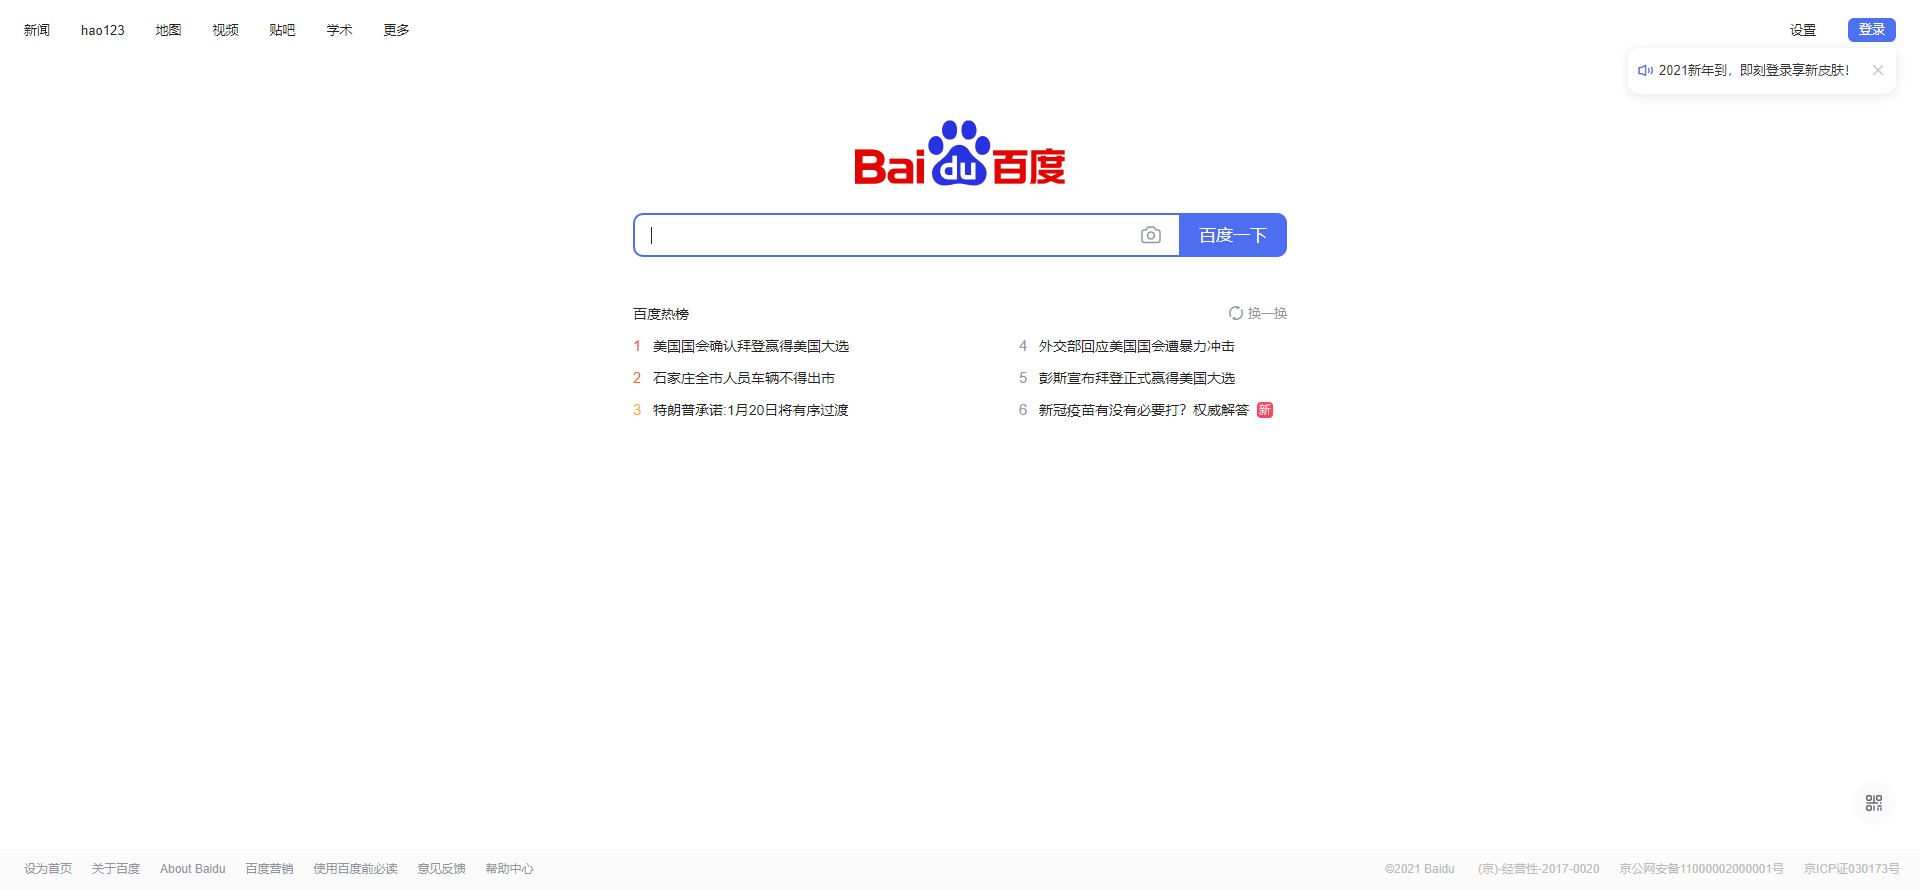 新闻 hao123 地图 视频 贴吧 学术 更多 设置 登录
2021新年到，即刻登录享新皮肤！
Bai du 百度
百度一下
百度热榜 换一换
1 美国国会确认拜登赢得美国大选
2 石家庄全市人员车辆不得出市
3 特朗普承诺:1月20日将有序过渡
4 外交部回应美国国会遭暴力冲击
5 彭斯宣布拜登正式赢得美国大选
6 新冠疫苗有没有必要打？权威解答 新
设为首页 关于百度 About Baidu 百度营销 使用百度前必读 意见反馈 帮助中心 ©2021 Baidu (京)-经营性-2017-0020 京公网安备11000002000001号 京ICP证030173号